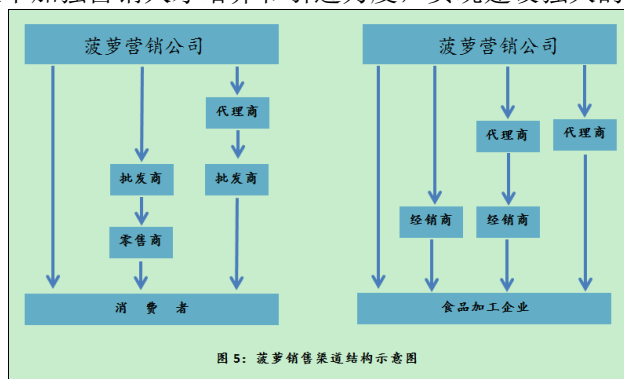 菠萝营销公司
代理商
批发商
批发商
零售商
消 费 者
菠萝营销公司
代理商
代理商
经销商
经销商
食品加工企业
图 5：菠萝销售渠道结构示意图